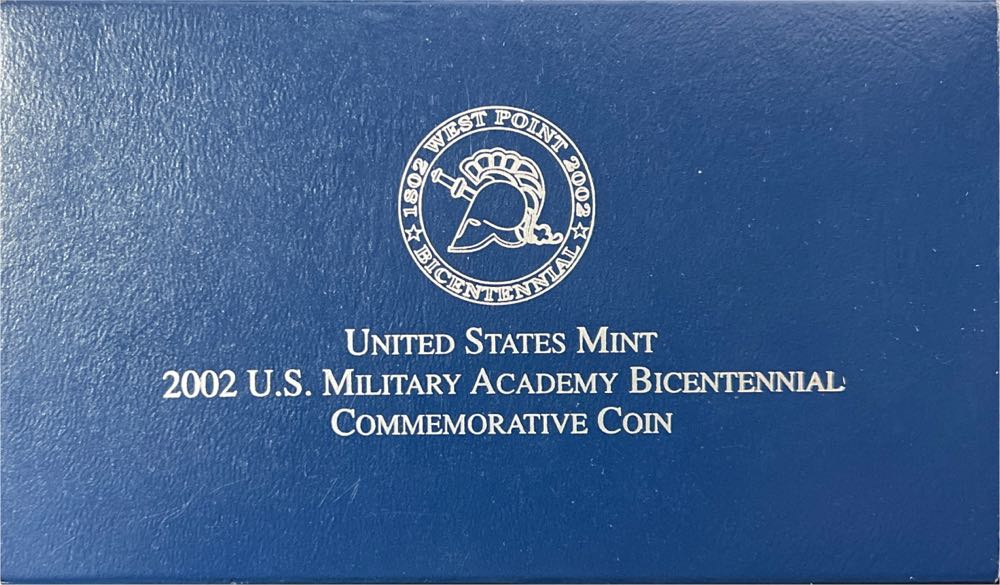 1802 WEST POINT 2002
BICENTENNIAL
UNITED STATES MINT
2002 U.S. MILITARY ACADEMY BICENTENNIAL
COMMEMORATIVE COIN